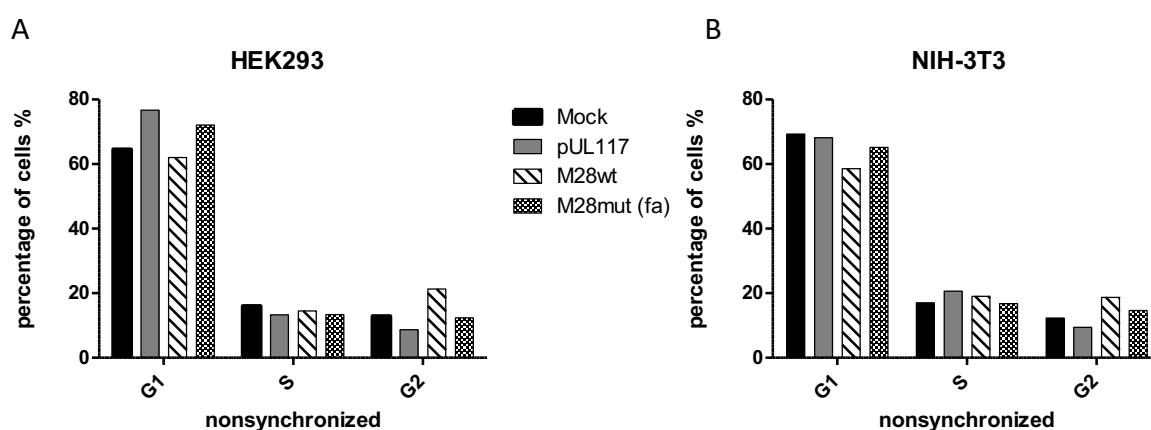 A
HEK293
percentage of cells %
80
60
40
20
0
G1
S
G2
nonsynchronized
Mock
pUL117
M28wt
M28mut (fa)
B
NIH-3T3
percentage of cells %
80
60
40
20
0
G1
S
G2
nonsynchronized